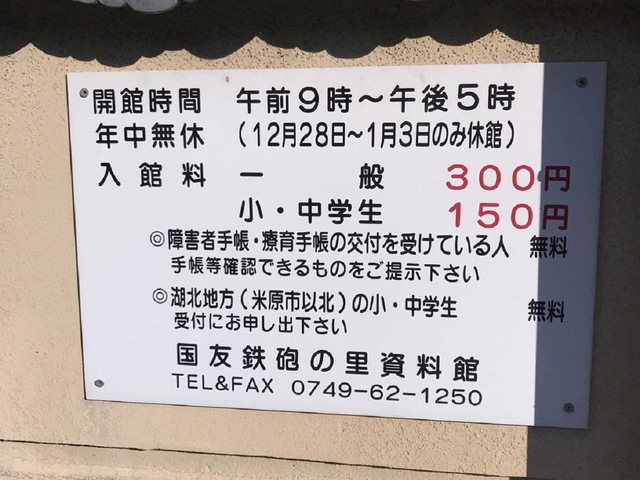 開館時間 午前9時～午後5時
年中無休 (12月28日～1月3日のみ休館)
入館料 一般 300円
小・中学生 150円
◎障害者手帳・療育手帳の交付を受けている人 無料
手帳等確認できるものをご提示下さい
◎湖北地方(米原市以北)の小・中学生 無料
受付にお申し出下さい
国友鉄砲の里資料館
TEL&FAX 0749-62-1250